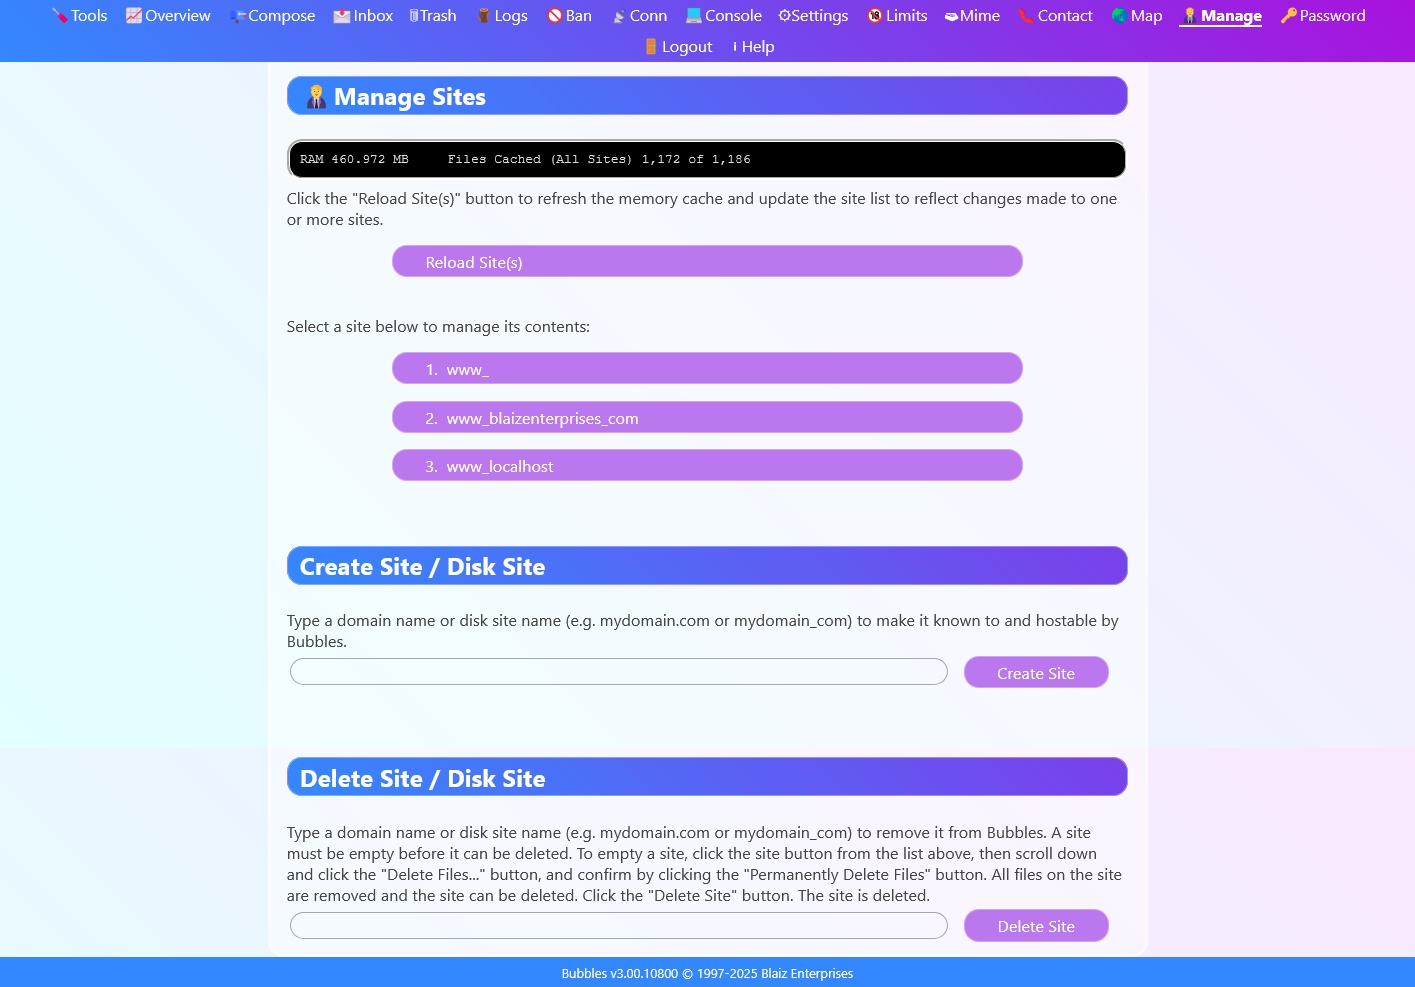 Tools Overview Compose Inbox Trash Logs Ban Conn Console Settings Limits Mime Contact Map Manage Password
Logout Help
Manage Sites
RAM 460.972 MB Files Cached (All Sites) 1,172 of 1,186
Click the "Reload Site(s)" button to refresh the memory cache and update the site list to reflect changes made to one
or more sites.
Reload Site(s)
Select a site below to manage its contents:
1. www_
2. www_blaizenterprises_com
3. www_localhost
Create Site / Disk Site
Type a domain name or disk site name (e.g. mydomain.com or mydomain_com) to make it known to and hostable by
Bubbles.
Create Site
Delete Site / Disk Site
Type a domain name or disk site name (e.g. mydomain.com or mydomain_com) to remove it from Bubbles. A site
must be empty before it can be deleted. To empty a site, click the site button from the list above, then scroll down
and click the "Delete Files..." button, and confirm by clicking the "Permanently Delete Files" button. All files on the site
are removed and the site can be deleted. Click the "Delete Site" button. The site is deleted.
Delete Site
Bubbles v3.00.10800 © 1997-2025 Blaiz Enterprises